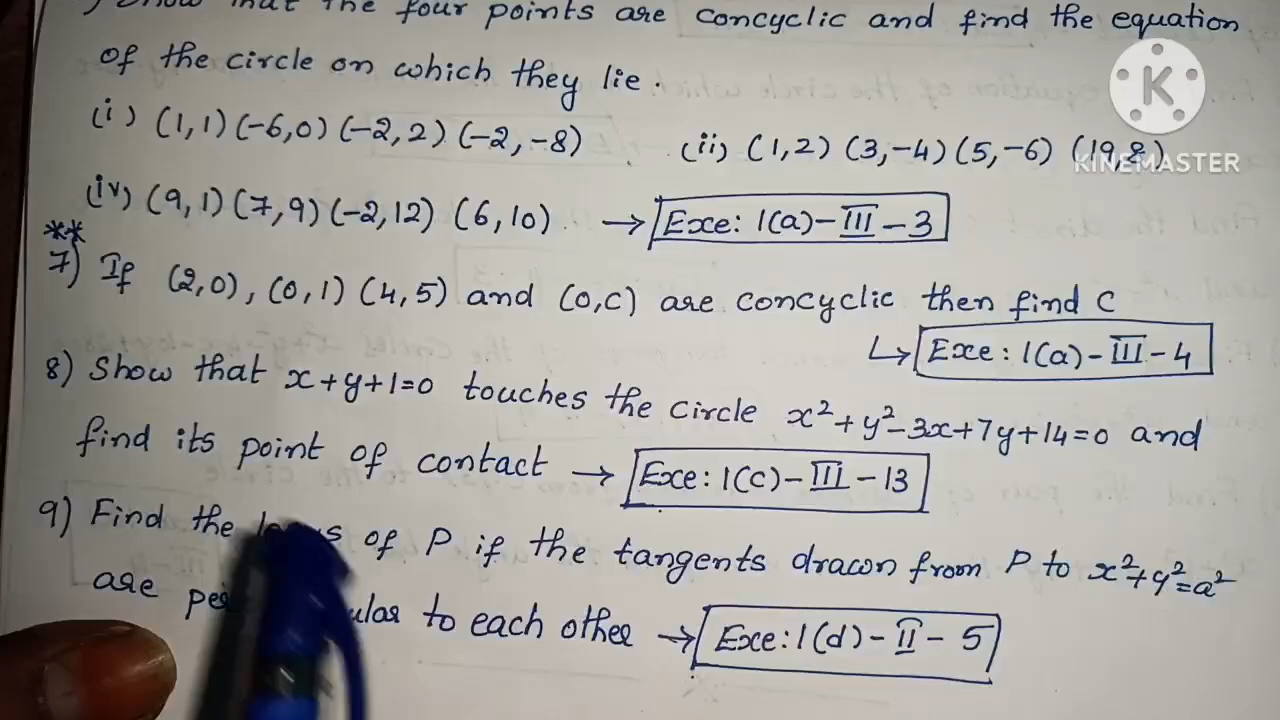 that the four points are concyclic and find the equation
of the circle on which they lie.
(i) (1,1) (-6,0) (-2,2) (-2,-8) (ii) (1,2) (3,-4) (5,-6) (19,8)
(iv) (9,1) (7,9) (-2,12) (6,10) → Exe: 1(a)-III-3
**
7) If (2,0), (0,1) (4,5) and (0,c) are concyclic then find c
↳ Exe: 1(a)-III-4
8) Show that x+y+1=0 touches the circle x²+y²-3x+7y+14=0 and
find its point of contact → Exe: 1(c)-III-13
9) Find the of P if the tangents drawn from P to x²+y²=a²
are to each other → Exe: 1(d)-II-5
K
KINEMASTER